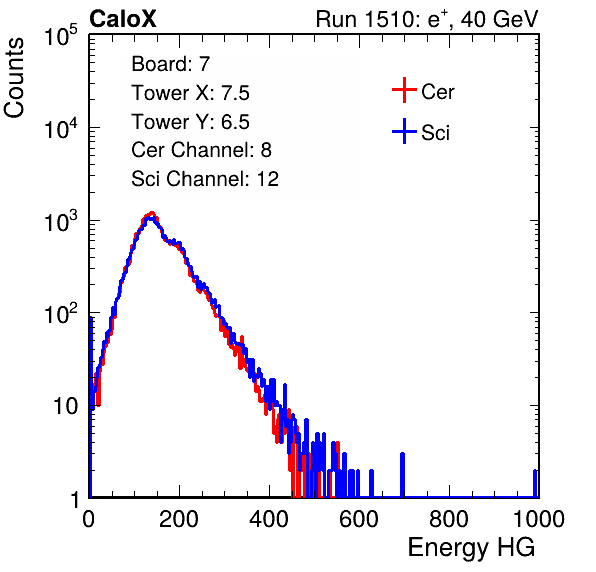 CaloX Run 1510: e⁺, 40 GeV
Counts
10⁵
10⁴
10³
10²
10
1
Board: 7
Tower X: 7.5
Tower Y: 6.5
Cer Channel: 8
Sci Channel: 12
Cer
Sci
0 200 400 600 800 1000
Energy HG